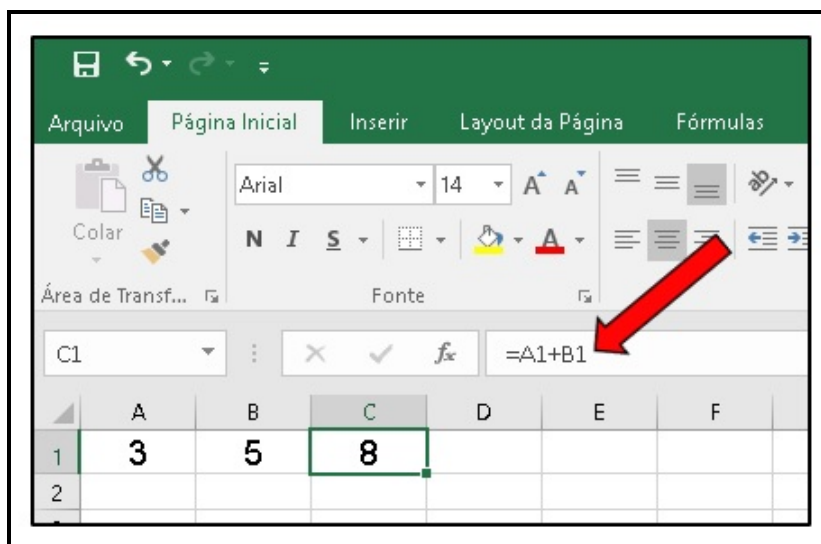 Arquivo Página Inicial Inserir Layout da Página Fórmulas
Colar
Arial 14 A A
N I S A
Área de Transf... Fonte
C1 fx =A1+B1
A B C D E F
1 3 5 8
2